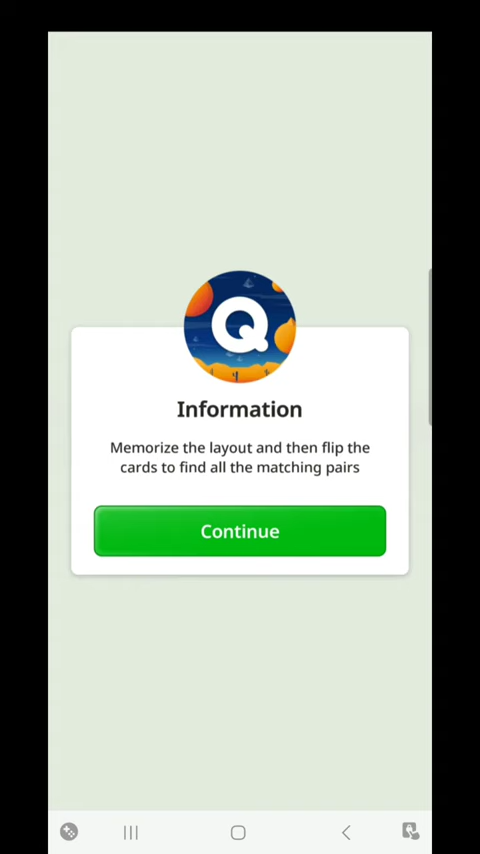 Q
Information
Memorize the layout and then flip the
cards to find all the matching pairs
Continue